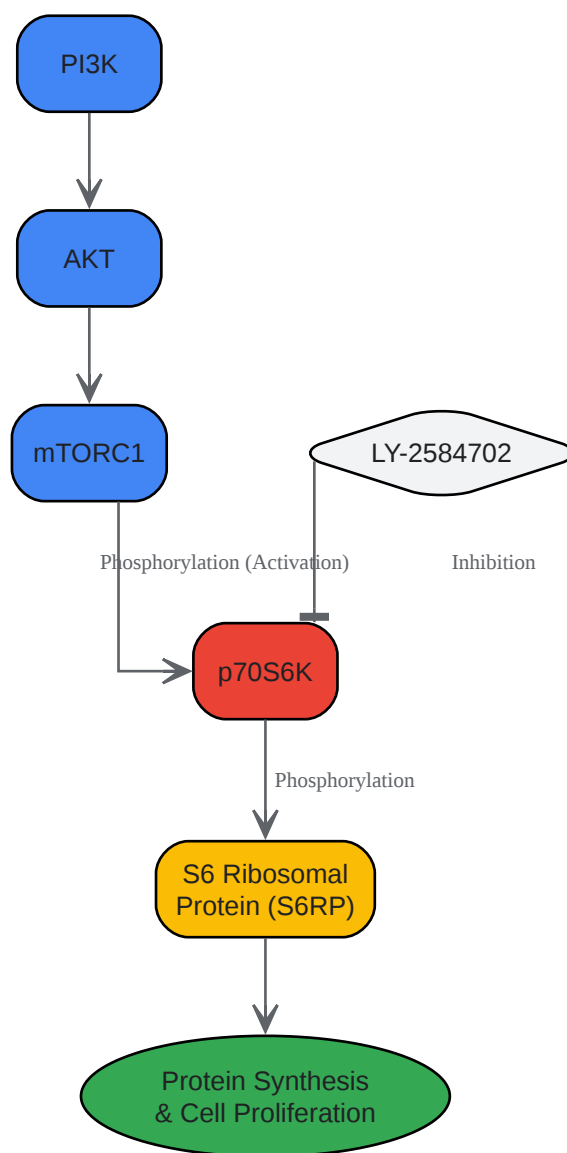 PI3K
AKT
mTORC1
LY-2584702
Phosphorylation (Activation)
Inhibition
p70S6K
Phosphorylation
S6 Ribosomal
Protein (S6RP)
Protein Synthesis
& Cell Proliferation